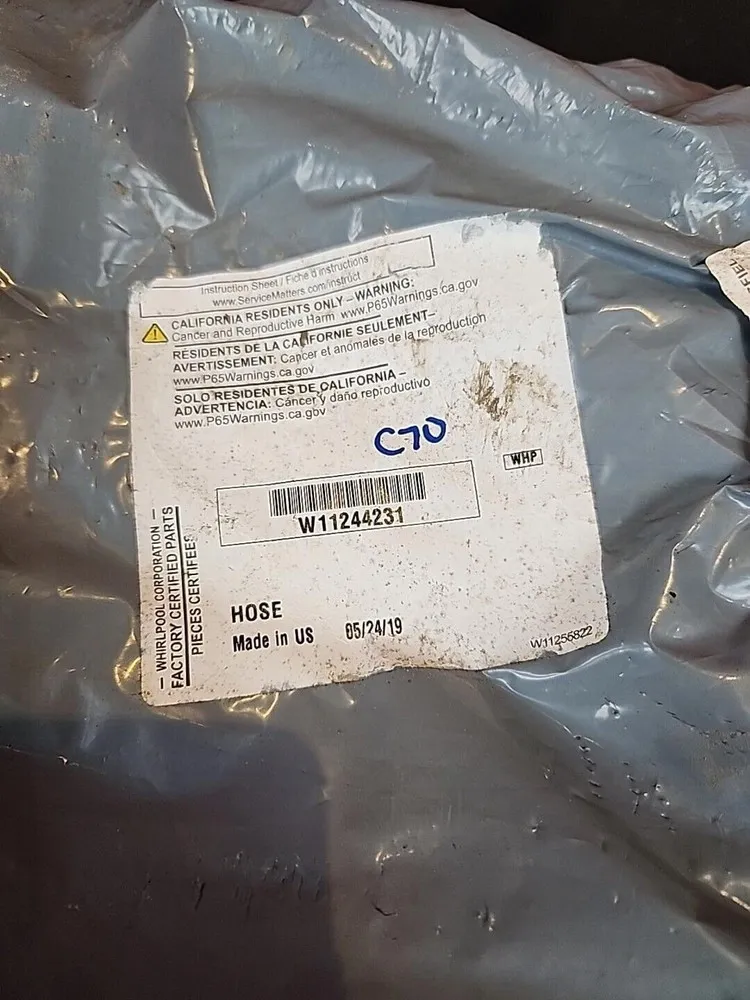 Instruction Sheet / Fiche d'instructions
www.ServiceMatters.com/instruct
CALIFORNIA RESIDENTS ONLY – WARNING:
Cancer and Reproductive Harm www.P65Warnings.ca.gov
RÉSIDENTS DE LA CALIFORNIE SEULEMENT–
AVERTISSEMENT: Cancer et anomales de la reproduction
www.P65Warnings.ca.gov
SOLO RESIDENTES DE CALIFORNIA –
ADVERTENCIA: Cáncer y daño reproductivo
www.P65Warnings.ca.gov
C70
WHP
W11244231
– WHIRLPOOL CORPORATION –
FACTORY CERTIFIED PARTS
PIECES CERTIFEES
HOSE
Made in US 05/24/19
W11256822